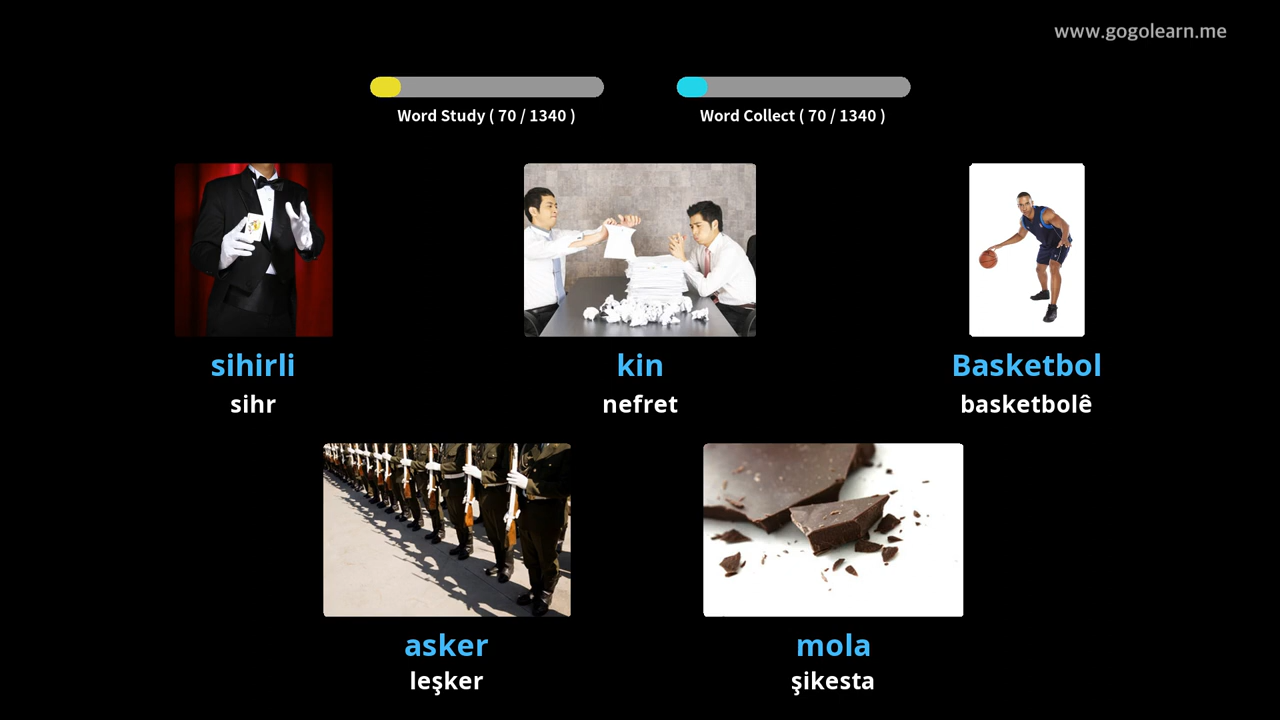 www.gogolearn.me
Word Study ( 70 / 1340 )
Word Collect ( 70 / 1340 )
sihirli
sihr
kin
nefret
Basketbol
basketbolê
asker
leşker
mola
şikesta